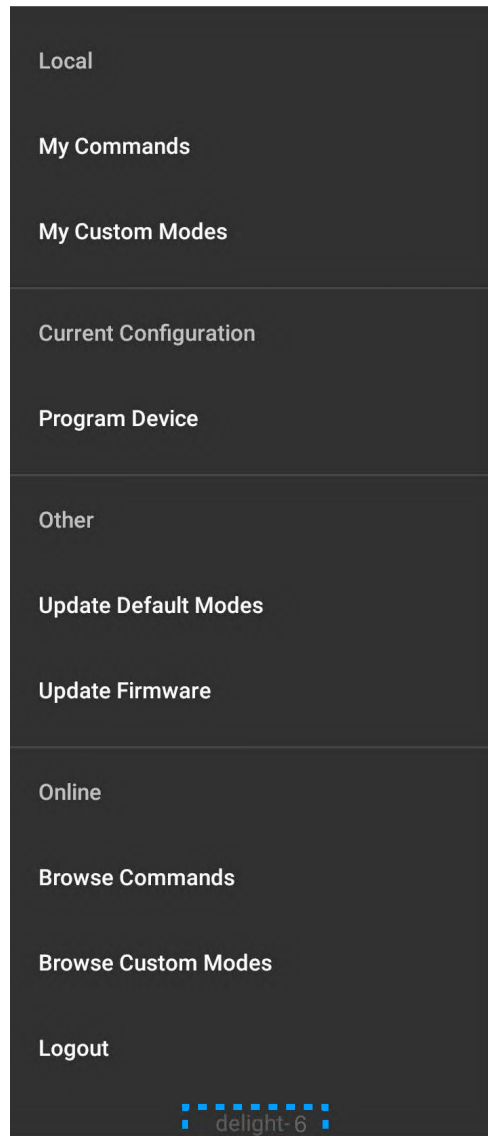 Local
My Commands
My Custom Modes
Current Configuration
Program Device
Other
Update Default Modes
Update Firmware
Online
Browse Commands
Browse Custom Modes
Logout
delight-6